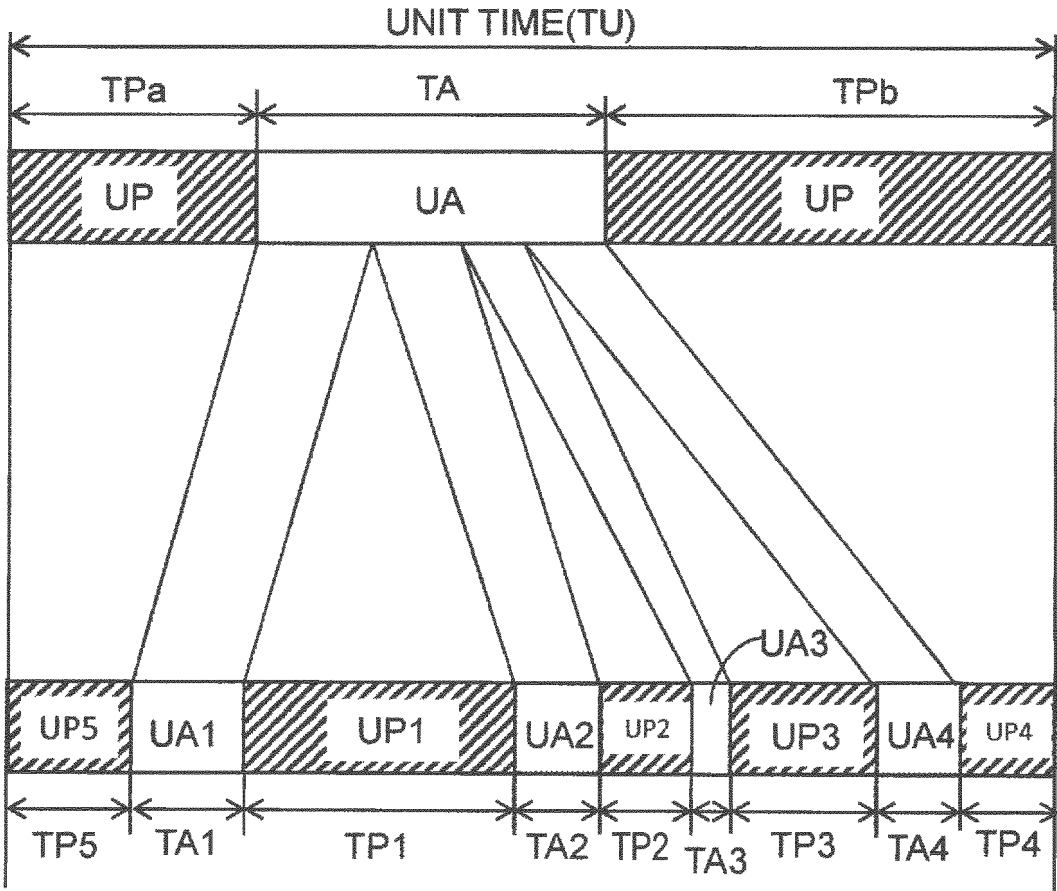 UNIT TIME(TU)
TPa TA TPb
UP UA UP
UA3
UP5 UA1 UP1 UA2 UP2 UP3 UA4 UP4
TP5 TA1 TP1 TA2 TP2 TA3 TP3 TA4 TP4